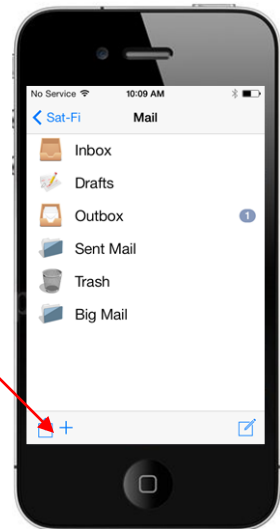 No Service 10:09 AM
Sat-Fi Mail
Inbox
Drafts
Outbox 1
Sent Mail
Trash
Big Mail